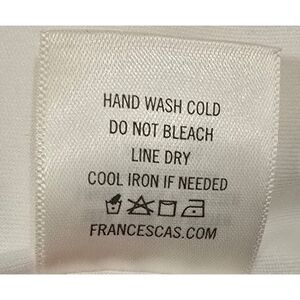 HAND WASH COLD
DO NOT BLEACH
LINE DRY
COOL IRON IF NEEDED
FRANCESCAS.COM